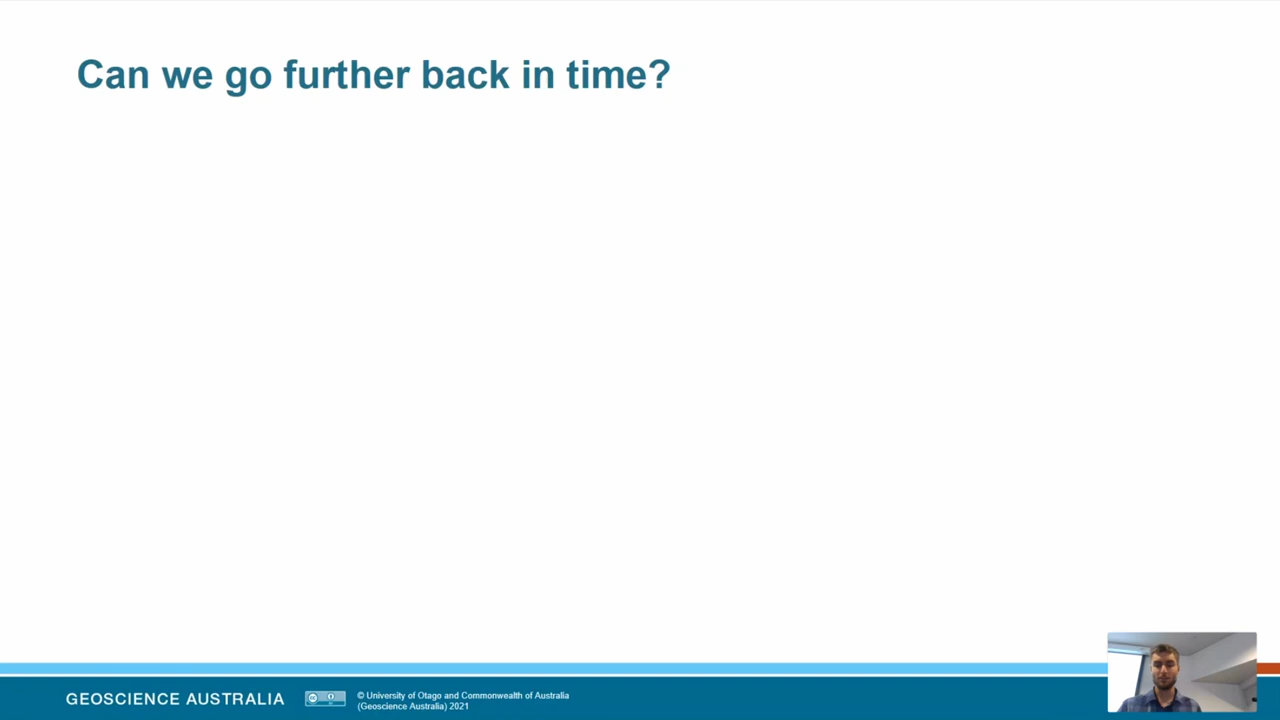 Can we go further back in time?
GEOSCIENCE AUSTRALIA
© University of Otago and Commonwealth of Australia
(Geoscience Australia) 2021